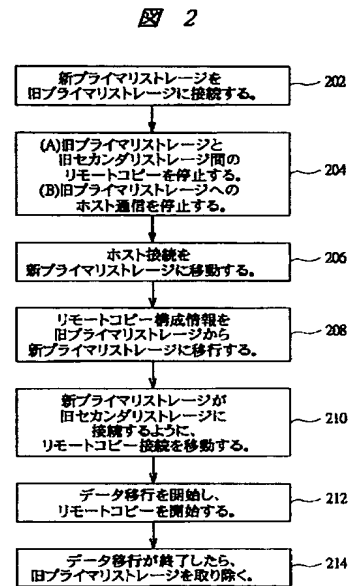 図 2
新プライマリストレージを
旧プライマリストレージに接続する。
202
(A)旧プライマリストレージと
旧セカンダリストレージ間の
リモートコピーを停止する。
(B)旧プライマリストレージへの
ホスト通信を停止する。
204
ホスト接続を
新プライマリストレージに移動する。
206
リモートコピー構成情報を
旧プライマリストレージから
新プライマリストレージに移行する。
208
新プライマリストレージが
旧セカンダリストレージに
接続するように、
リモートコピー接続を移動する。
210
データ移行を開始し、
リモートコピーを開始する。
212
データ移行が終了したら、
旧プライマリストレージを取り除く。
214